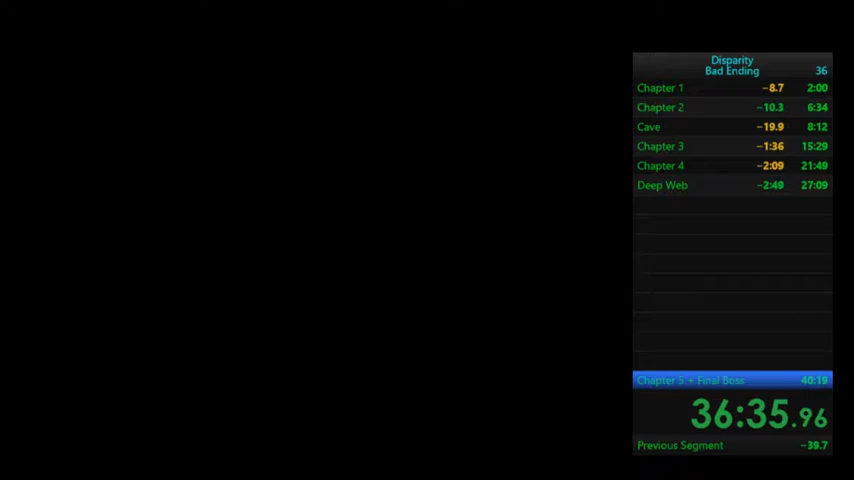 Disparity
Bad Ending 36
Chapter 1 −8.7 2:00
Chapter 2 −10.3 6:34
Cave −19.9 8:12
Chapter 3 −1:36 15:29
Chapter 4 −2:09 21:49
Deep Web −2:49 27:09
Chapter 5 + Final Boss 40:19
36:35.96
Previous Segment −39.7